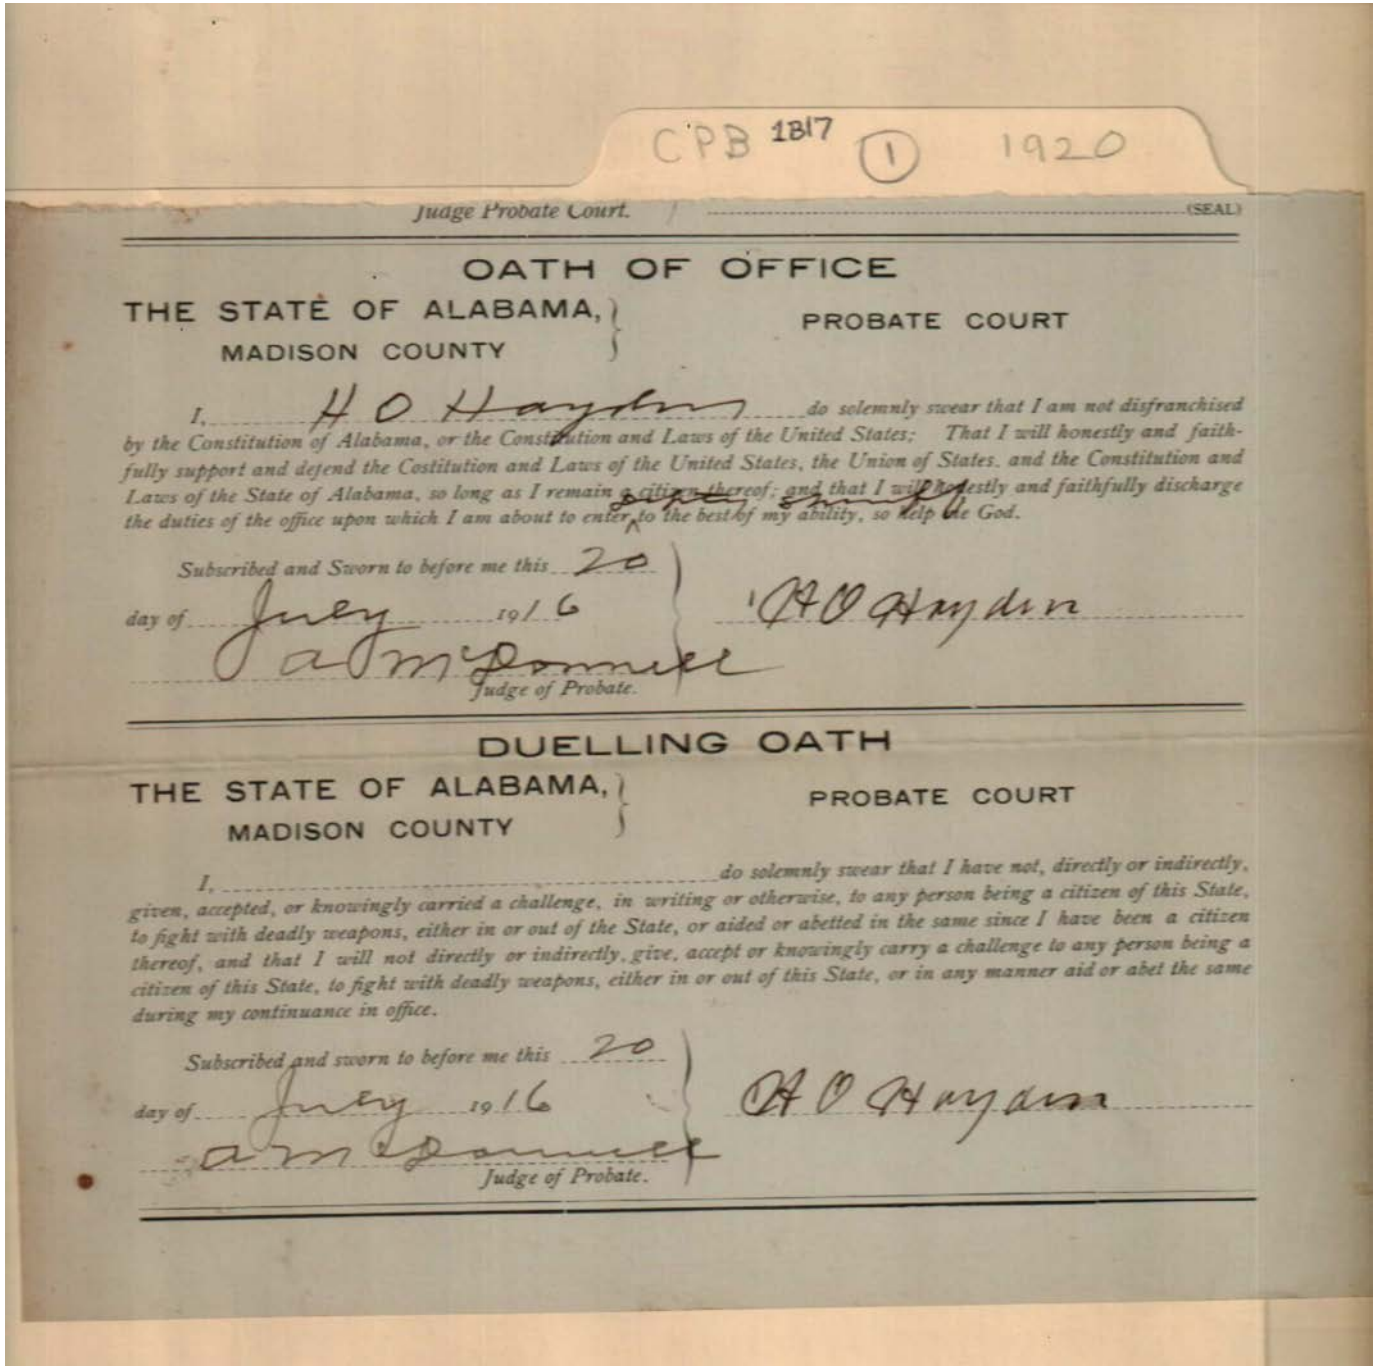 CPB 1817 1 1920
Judge Probate Court. (SEAL)
OATH OF OFFICE
THE STATE OF ALABAMA, } PROBATE COURT
MADISON COUNTY
I, H O Hayden do solemnly swear that I am not disfranchised
by the Constitution of Alabama, or the Constitution and Laws of the United States; That I will honestly and faith-
fully support and defend the Costitution and Laws of the United States, the Union of States, and the Constitution and
Laws of the State of Alabama, so long as I remain a citizen thereof; and that I will honestly and faithfully discharge
deputy sheriff
the duties of the office upon which I am about to enter, to the best of my ability, so help me God.
Subscribed and Sworn to before me this 20
day of July 1916 H O Hayden
McDonnell
Judge of Probate.
DUELLING OATH
THE STATE OF ALABAMA, } PROBATE COURT
MADISON COUNTY
I, do solemnly swear that I have not, directly or indirectly,
given, accepted, or knowingly carried a challenge, in writing or otherwise, to any person being a citizen of this State,
to fight with deadly weapons, either in or out of the State, or aided or abetted in the same since I have been a citizen
thereof, and that I will not directly or indirectly, give, accept or knowingly carry a challenge to any person being a
citizen of this State, to fight with deadly weapons, either in or out of this State, or in any manner aid or abet the same
during my continuance in office.
Subscribed and sworn to before me this 20
day of July 1916 H O Hayden
McDonnell
Judge of Probate.